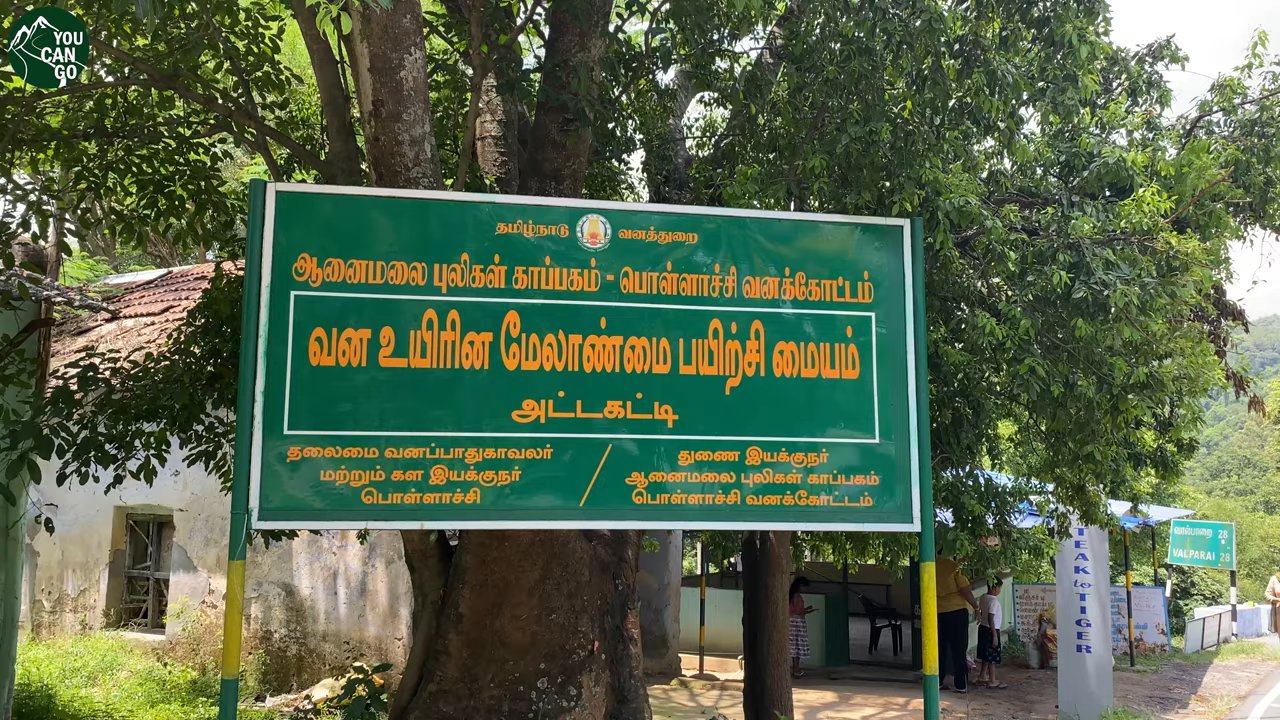 YOU
CAN
GO
தமிழ்நாடு வனத்துறை
ஆனைமலை புலிகள் காப்பகம் - பொள்ளாச்சி வனக்கோட்டம்
வன உயிரின மேலாண்மை பயிற்சி மையம்
அட்டகட்டி
தலைமை வனப்பாதுகாவலர்
மற்றும் கள இயக்குநர்
பொள்ளாச்சி
/
துணை இயக்குநர்
ஆனைமலை புலிகள் காப்பகம்
பொள்ளாச்சி வனக்கோட்டம்
TEAK to TIGER
வால்பாறை 28
VALPARAI 28